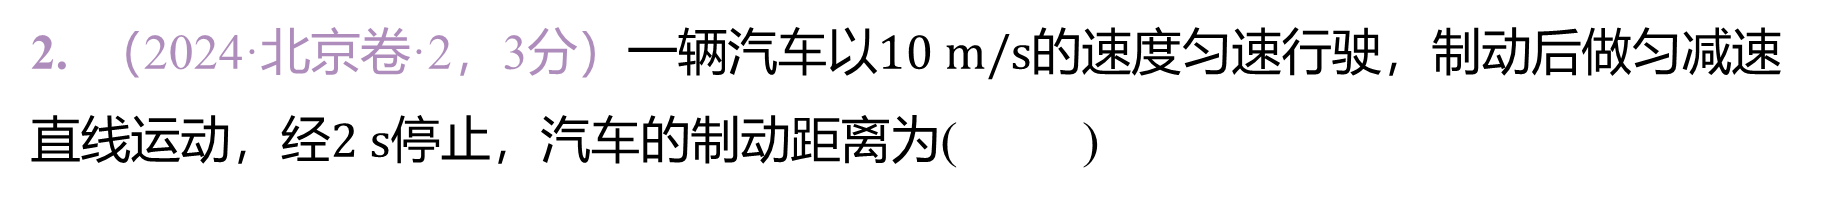 2. （2024·北京卷·2，3分）一辆汽车以10 m/s的速度匀速行驶，制动后做匀减速
直线运动，经2 s停止，汽车的制动距离为(　　)